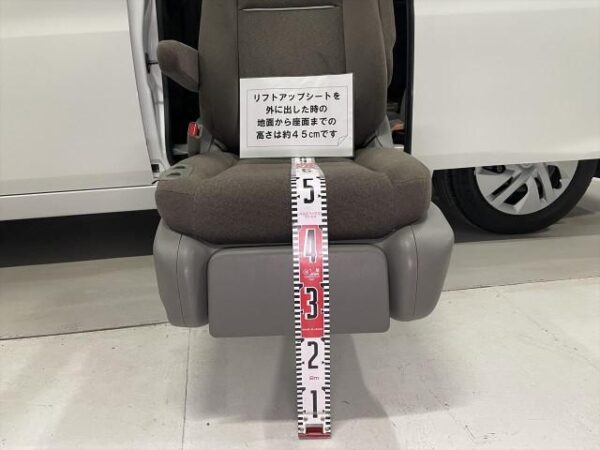 リフトアップシートを
外に出した時の
地面から座面までの
高さは約45cmです
5
4
3
2
1